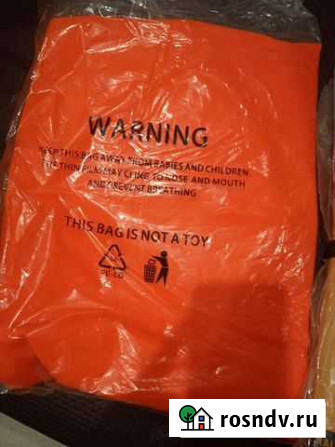 WARNING
KEEP THIS BAG AWAY FROM BABIES AND CHILDREN
THE THIN FILM MAY CLING TO NOSE AND MOUTH
AND PREVENT BREATHING
THIS BAG IS NOT A TOY
rosndv.ru